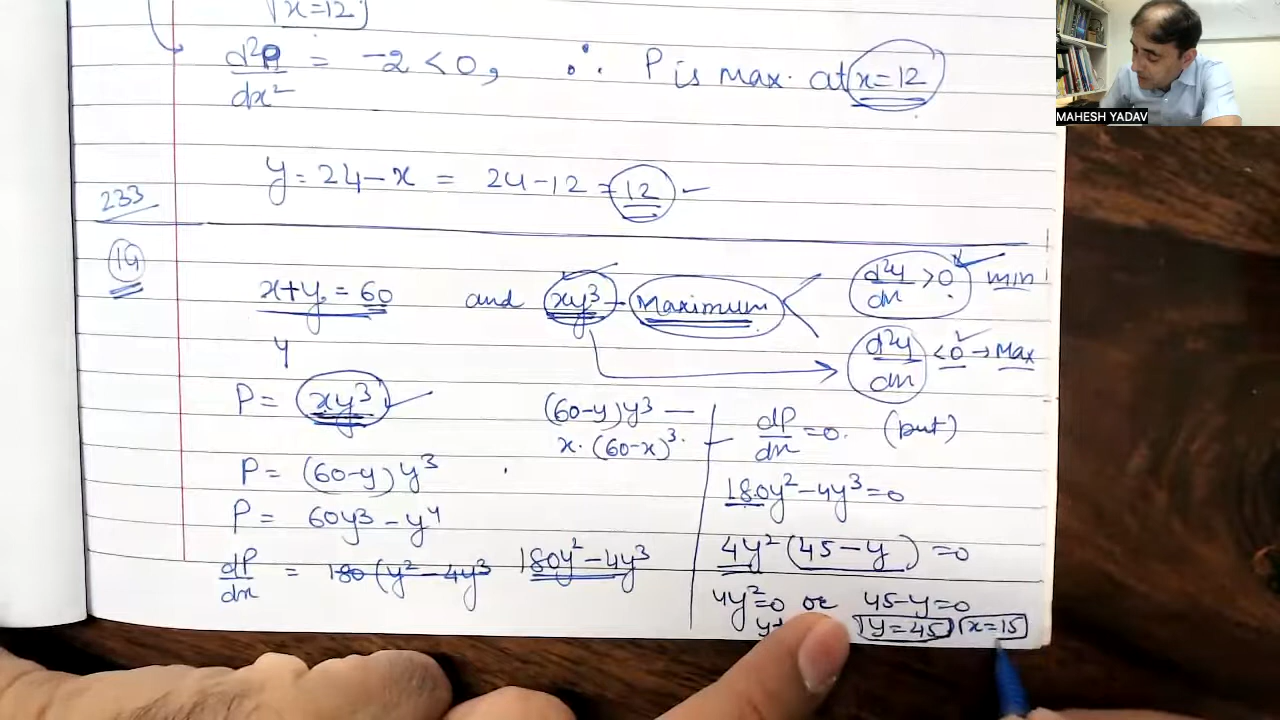 x=12
d²P/dx² = -2 < 0, ∴ P is max. at x=12
MAHESH YADAV
y = 24-x = 24-12 = 12
233
19
x+y = 60 and xy³ - Maximum
d²y/dx > 0 min
y
d²y/dx < 0 → Max
P = xy³
(60-y)y³ —
x.(60-x)³.
dP/dx = 0. (put)
P = (60-y)y³
180y²-4y³=0
P = 60y³ - y⁴
4y²(45-y) = 0
dP/dx = 180(y²-4y³ 180y²-4y³
4y²=0 or 45-y=0
y=45 x=15